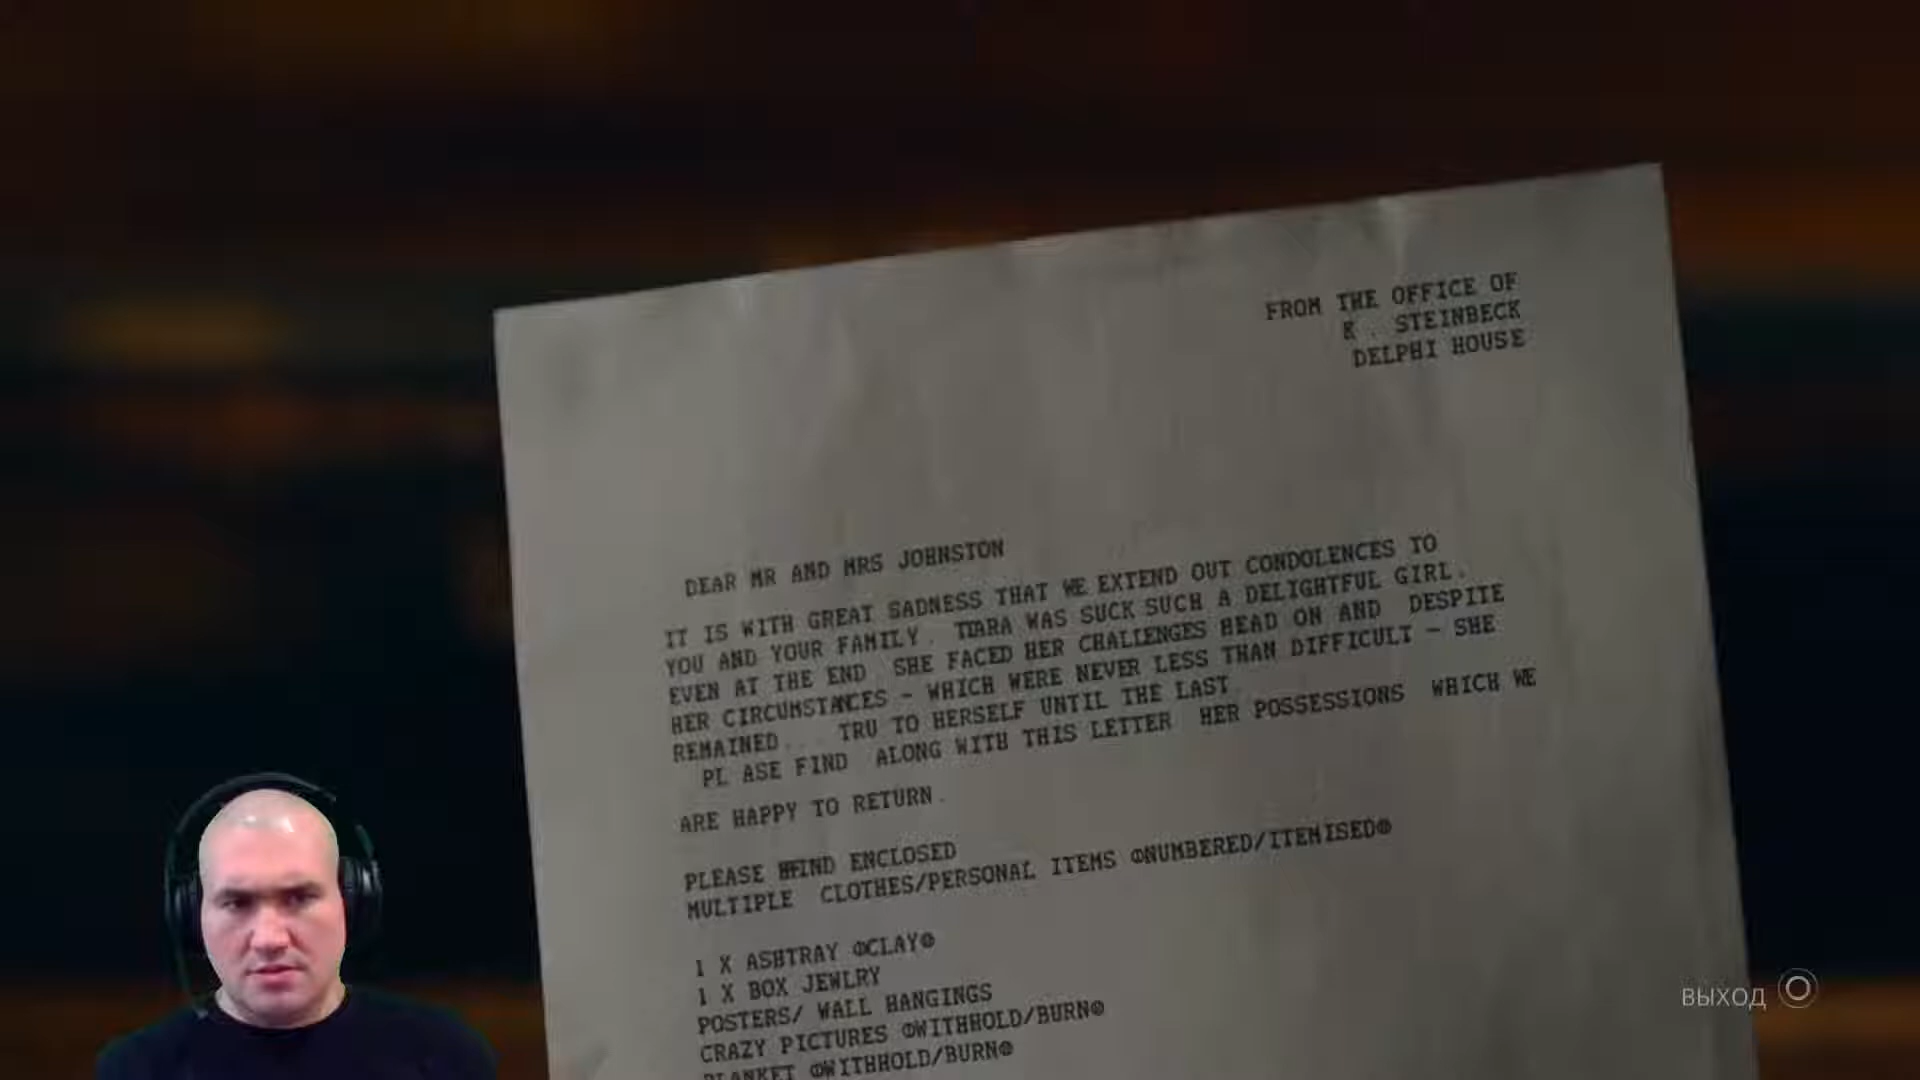 FROM THE OFFICE OF
K. STEINBECK
DELPHI HOUSE
DEAR MR AND MRS JOHNSTON
IT IS WITH GREAT SADNESS THAT WE EXTEND OUT CONDOLENCES TO
YOU AND YOUR FAMILY. TIARA WAS SUCK SUCH A DELIGHTFUL GIRL.
EVEN AT THE END SHE FACED HER CHALLENGES HEAD ON AND DESPITE
HER CIRCUMSTANCES - WHICH WERE NEVER LESS THAN DIFFICULT - SHE
REMAINED... TRU TO HERSELF UNTIL THE LAST
PL ASE FIND ALONG WITH THIS LETTER HER POSSESSIONS WHICH WE
ARE HAPPY TO RETURN.
PLEASE FIND ENCLOSED
MULTIPLE CLOTHES/PERSONAL ITEMS @NUMBERED/ITEMISED@
1 X ASHTRAY @CLAY@
1 X BOX JEWLRY
POSTERS/ WALL HANGINGS
CRAZY PICTURES @WITHHOLD/BURN@
BLANKET @WITHHOLD/BURN@
ВЫХОД